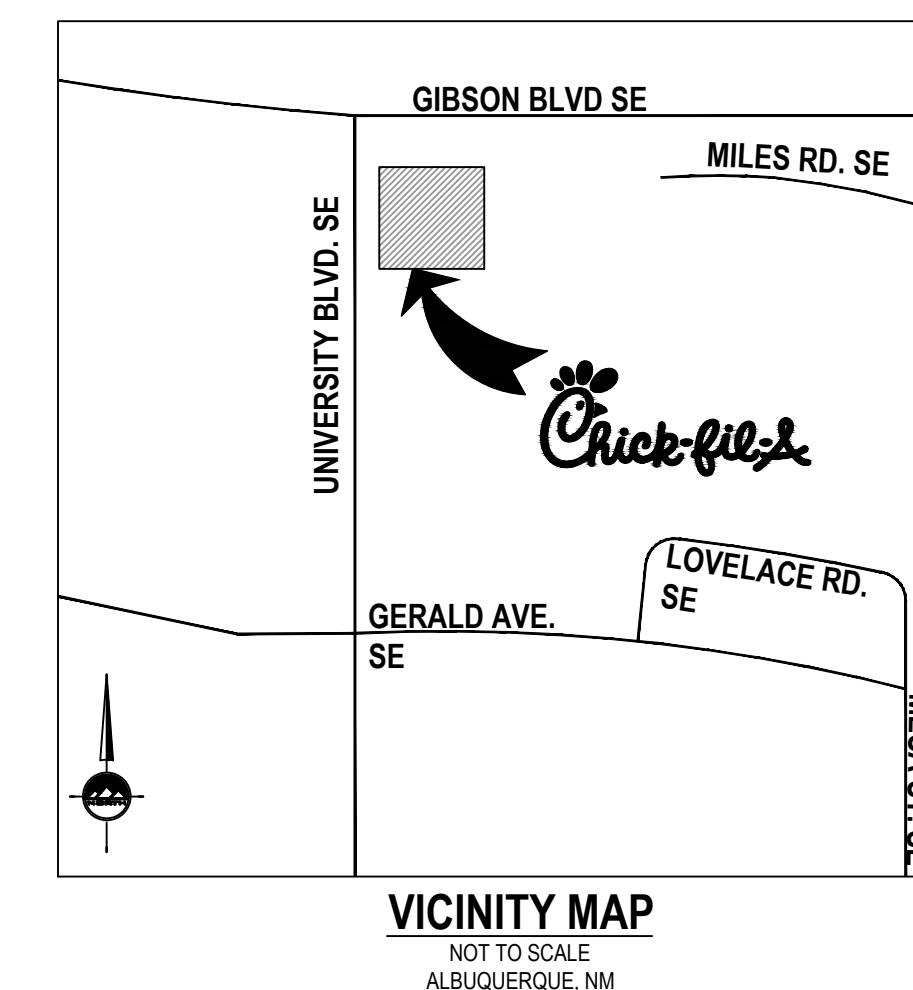 GIBSON BLVD SE
MILES RD. SE
UNIVERSITY BLVD. SE
Chick-fil-A
LOVELACE RD.
SE
GERALD AVE.
SE
NORTH
VICINITY MAP
NOT TO SCALE
ALBUQUERQUE, NM